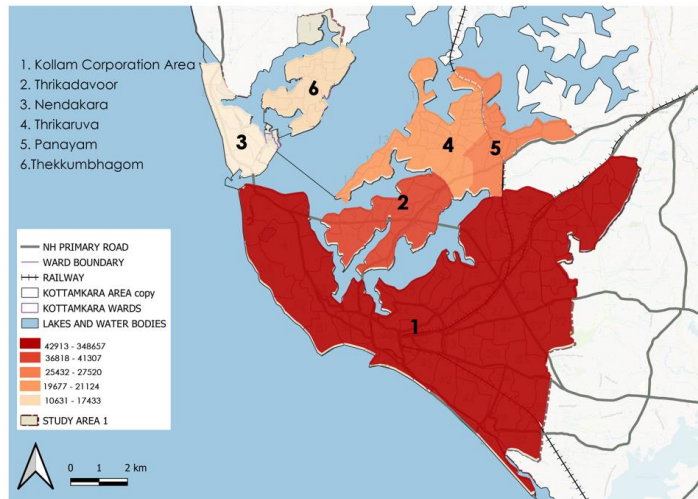 1. Kollam Corporation Area
2. Thrikadavoor
3. Nendakara
4. Thrikaruva
5. Panayam
6.Thekkumbhagom
6
3
4
5
2
1
NH PRIMARY ROAD
WARD BOUNDARY
RAILWAY
KOTTAMKARA AREA copy
KOTTAMKARA WARDS
LAKES AND WATER BODIES
42913 - 348657
36818 - 41307
25432 - 27520
19677 - 21124
10631 - 17433
STUDY AREA 1
0 1 2 km